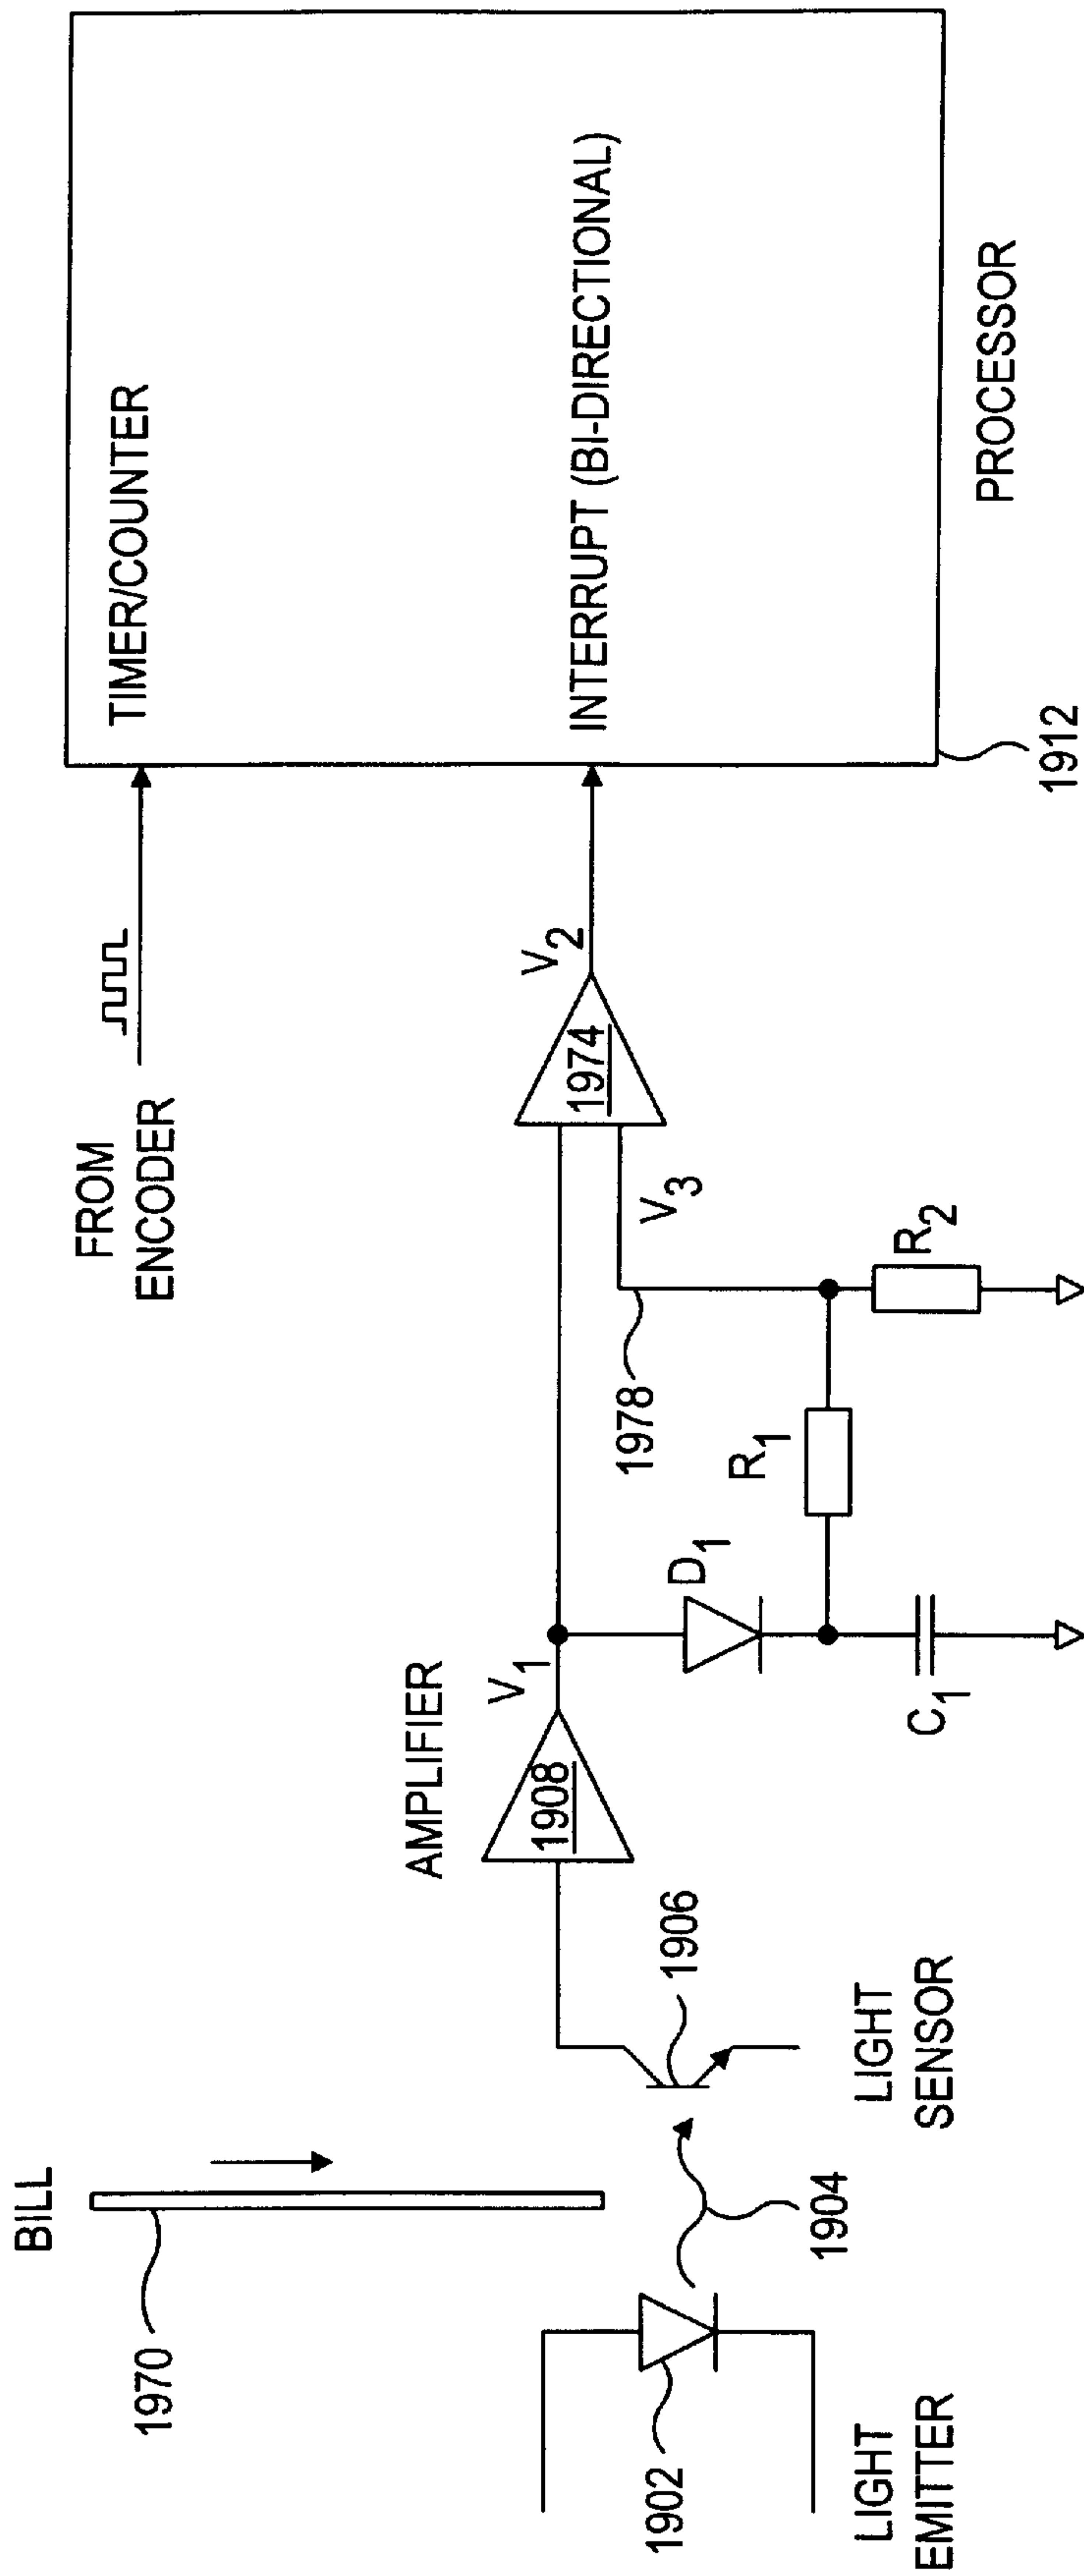 BILL
1970
LIGHT
EMITTER
1902
1904
LIGHT
SENSOR
1906
AMPLIFIER
1908
V1
D1
C1
R1
R2
1978
V3
1974
V2
FROM
ENCODER
TIMER/COUNTER
INTERRUPT (BI-DIRECTIONAL)
PROCESSOR
1912